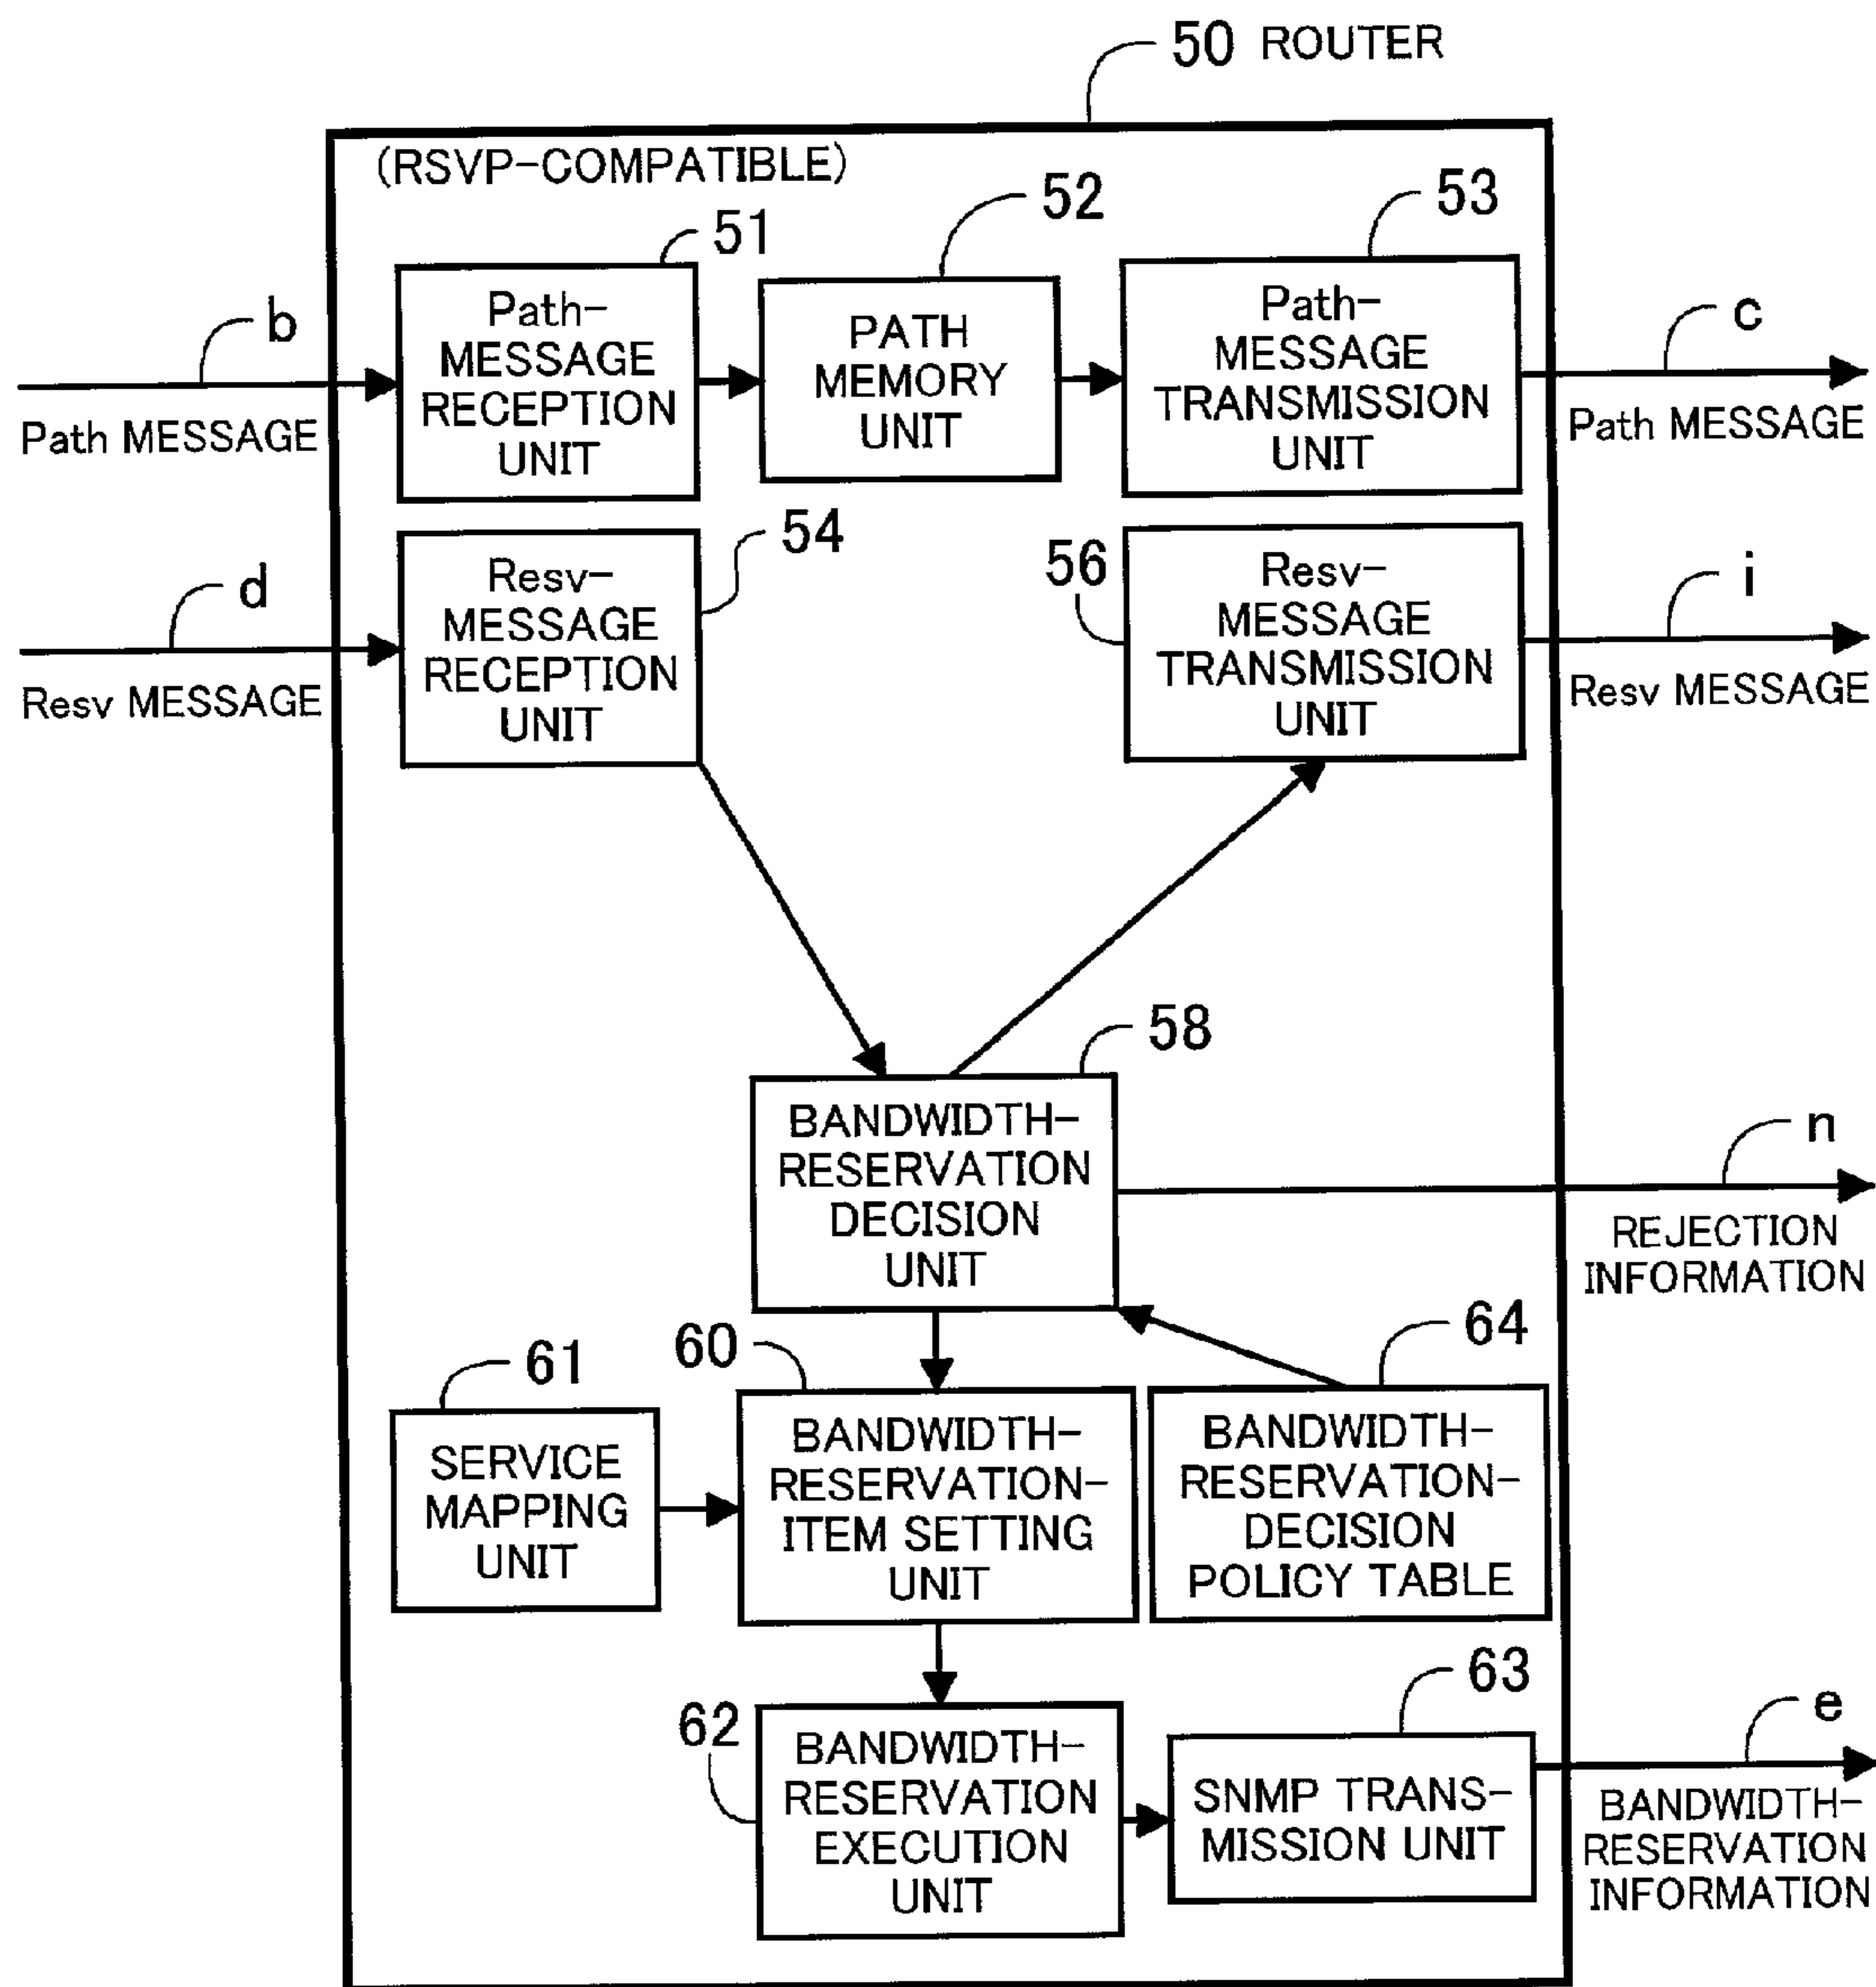 50 ROUTER
(RSVP-COMPATIBLE)
51
52
53
b
Path MESSAGE
Path-
MESSAGE
RECEPTION
UNIT
PATH
MEMORY
UNIT
Path-
MESSAGE
TRANSMISSION
UNIT
c
Path MESSAGE
54
56
d
Resv MESSAGE
Resv-
MESSAGE
RECEPTION
UNIT
Resv-
MESSAGE
TRANSMISSION
UNIT
i
Resv MESSAGE
58
BANDWIDTH-
RESERVATION
DECISION
UNIT
n
REJECTION
INFORMATION
61
60
64
SERVICE
MAPPING
UNIT
BANDWIDTH-
RESERVATION-
ITEM SETTING
UNIT
BANDWIDTH-
RESERVATION-
DECISION
POLICY TABLE
62
63
BANDWIDTH-
RESERVATION
EXECUTION
UNIT
SNMP TRANS-
MISSION UNIT
e
BANDWIDTH-
RESERVATION
INFORMATION